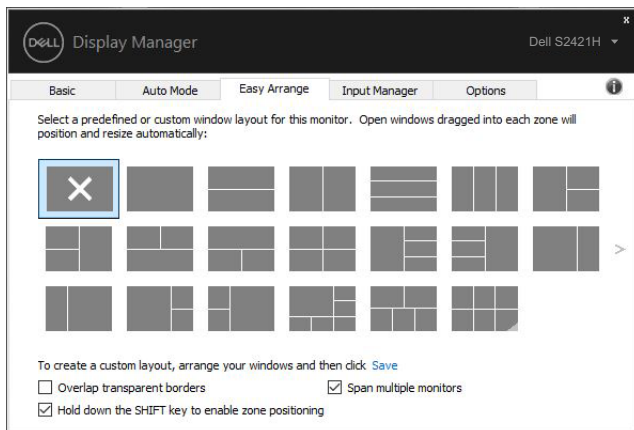 x
DELL Display Manager
Dell S2421H
Basic Auto Mode Easy Arrange Input Manager Options
Select a predefined or custom window layout for this monitor. Open windows dragged into each zone will
position and resize automatically:
To create a custom layout, arrange your windows and then click Save
Overlap transparent borders
Span multiple monitors
Hold down the SHIFT key to enable zone positioning